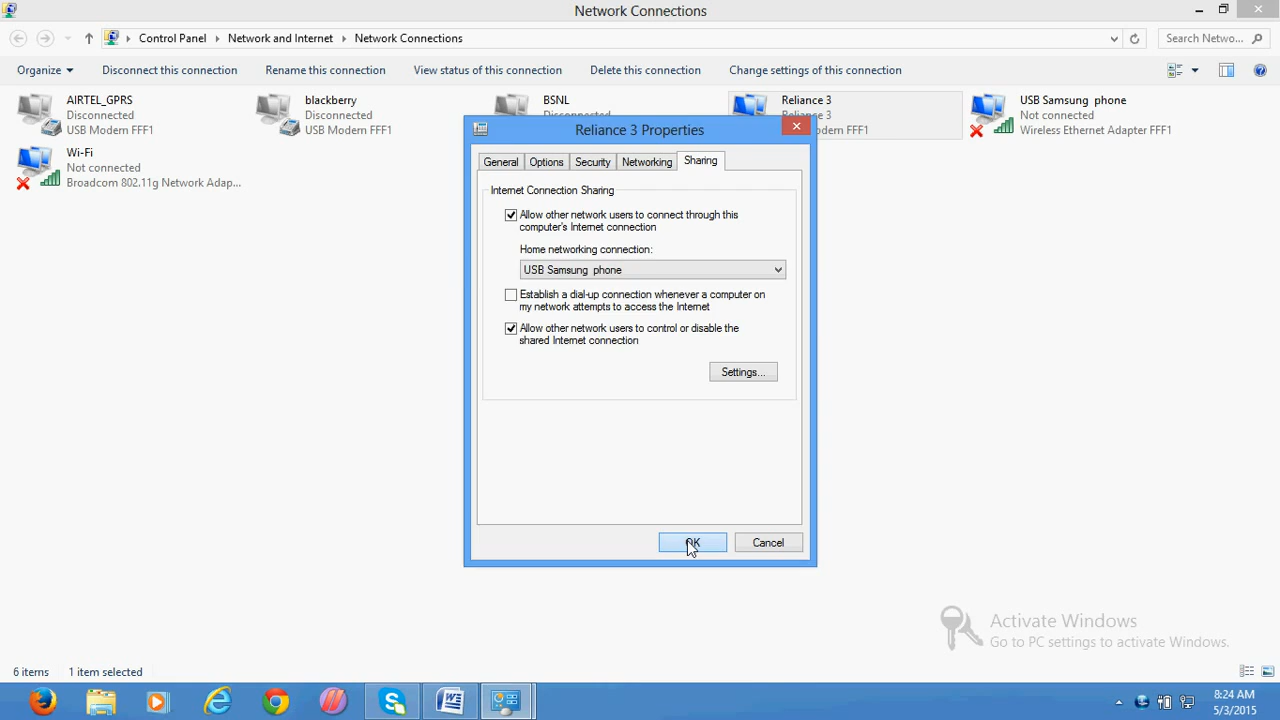 Network Connections
Control Panel Network and Internet Network Connections
Search Netwo...
Organize Disconnect this connection Rename this connection View status of this connection Delete this connection Change settings of this connection
AIRTEL_GPRS
Disconnected
USB Modem FFF1
blackberry
Disconnected
USB Modem FFF1
BSNL
Disconnected
Reliance 3
Reliance 3
odem FFF1
USB Samsung phone
Not connected
Wireless Ethernet Adapter FFF1
Wi-Fi
Not connected
Broadcom 802.11g Network Adap...
Reliance 3 Properties
General Options Security Networking Sharing
Internet Connection Sharing
Allow other network users to connect through this
computer's Internet connection
Home networking connection:
USB Samsung phone
Establish a dial-up connection whenever a computer on
my network attempts to access the Internet
Allow other network users to control or disable the
shared Internet connection
Settings...
OK Cancel
Activate Windows
Go to PC settings to activate Windows.
6 items 1 item selected
8:24 AM
5/3/2015